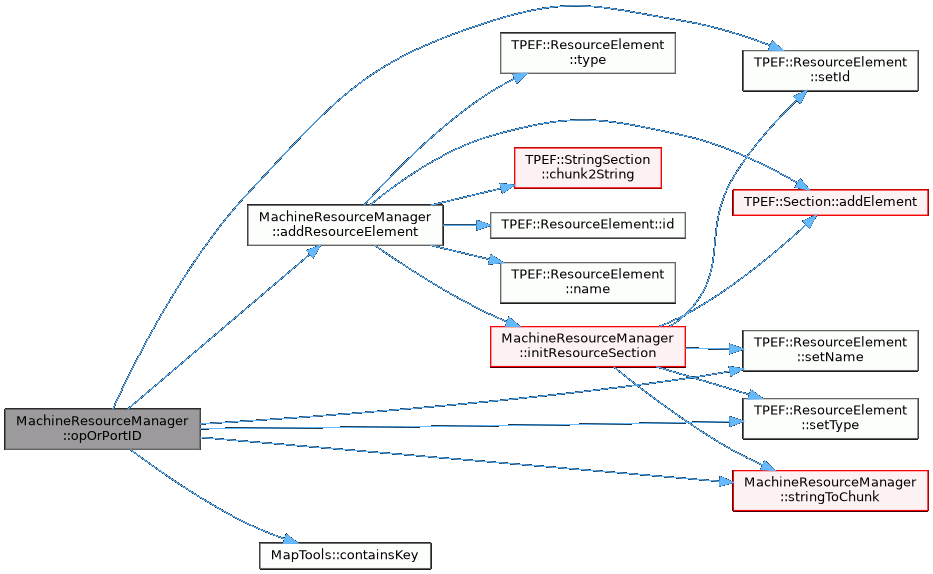 TPEF::ResourceElement
::type
TPEF::ResourceElement
::setId
TPEF::StringSection
::chunk2String
TPEF::Section::addElement
MachineResourceManager
::addResourceElement
TPEF::ResourceElement::id
TPEF::ResourceElement
::name
MachineResourceManager
::initResourceSection
TPEF::ResourceElement
::setName
TPEF::ResourceElement
::setType
MachineResourceManager
::opOrPortID
MachineResourceManager
::stringToChunk
MapTools::containsKey